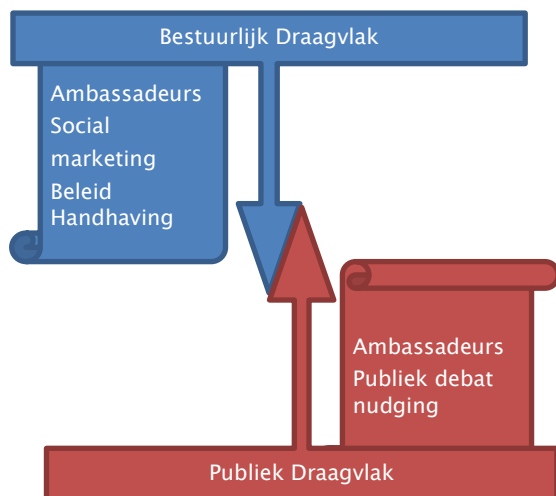 Bestuurlijk Draagvlak
Ambassadeurs
Social
marketing
Beleid
Handhaving
Ambassadeurs
Publiek debat
nudging
Publiek Draagvlak